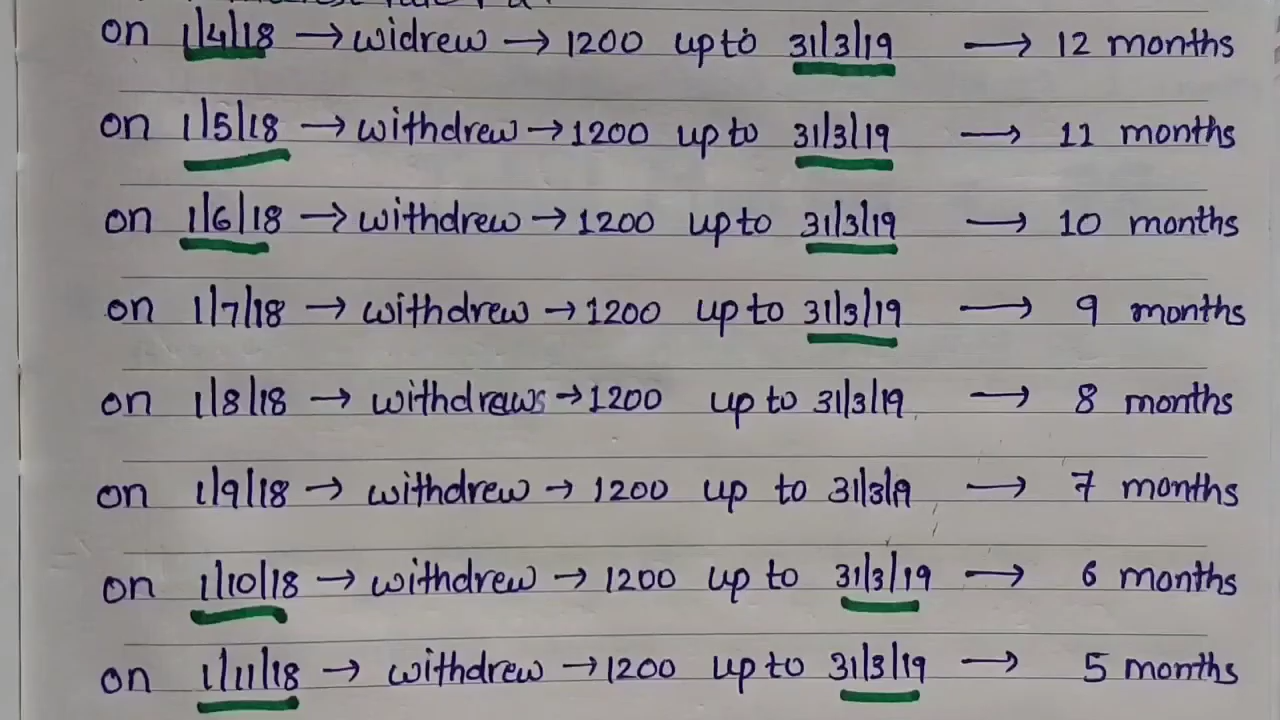 on 1/4/18 → widrew → 1200 upto 31/3/19 → 12 months
on 1/5/18 → withdrew → 1200 up to 31/3/19 → 11 months
on 1/6/18 → withdrew → 1200 upto 31/3/19 → 10 months
on 1/7/18 → withdrew → 1200 up to 31/3/19 → 9 months
on 1/8/18 → withdraws → 1200 up to 31/3/19 → 8 months
on 1/9/18 → withdrew → 1200 up to 31/3/19 → 7 months
on 1/10/18 → withdrew → 1200 up to 31/3/19 → 6 months
on 1/11/18 → withdrew → 1200 up to 31/3/19 → 5 months